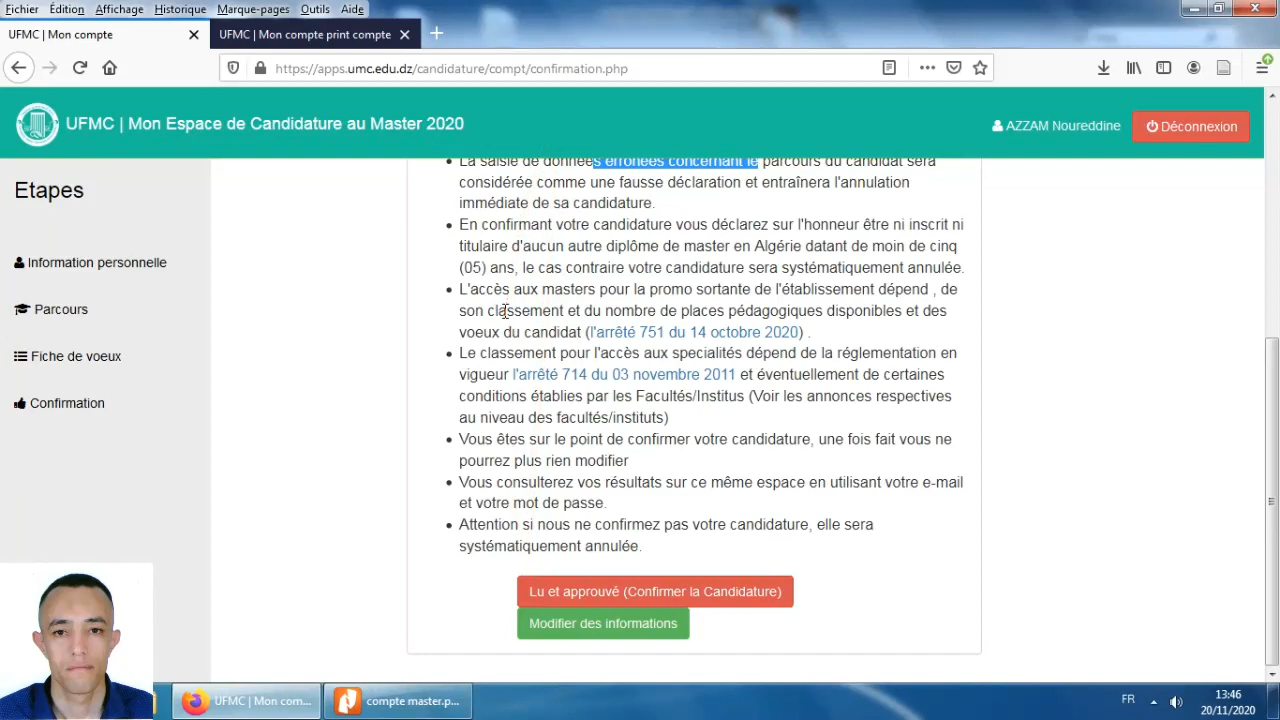 Fichier Édition Affichage Historique Marque-pages Outils Aide
UFMC | Mon compte
UFMC | Mon compte print compte
https://apps.umc.edu.dz/candidature/compt/confirmation.php
UFMC | Mon Espace de Candidature au Master 2020
AZZAM Noureddine
Déconnexion
Etapes
Information personnelle
Parcours
Fiche de voeux
Confirmation
La saisie de données erronées concernant le parcours du candidat sera
considérée comme une fausse déclaration et entraînera l'annulation
immédiate de sa candidature.
En confirmant votre candidature vous déclarez sur l'honneur être ni inscrit ni
titulaire d'aucun autre diplôme de master en Algérie datant de moin de cinq
(05) ans, le cas contraire votre candidature sera systématiquement annulée.
L'accès aux masters pour la promo sortante de l'établissement dépend , de
son classement et du nombre de places pédagogiques disponibles et des
voeux du candidat (l'arrêté 751 du 14 octobre 2020) .
Le classement pour l'accès aux specialités dépend de la réglementation en
vigueur l'arrêté 714 du 03 novembre 2011 et éventuellement de certaines
conditions établies par les Facultés/Institus (Voir les annonces respectives
au niveau des facultés/instituts)
Vous êtes sur le point de confirmer votre candidature, une fois fait vous ne
pourrez plus rien modifier
Vous consulterez vos résultats sur ce même espace en utilisant votre e-mail
et votre mot de passe.
Attention si nous ne confirmez pas votre candidature, elle sera
systématiquement annulée.
Lu et approuvé (Confirmer la Candidature)
Modifier des informations
UFMC | Mon com...
compte master.p...
FR
13:46
20/11/2020